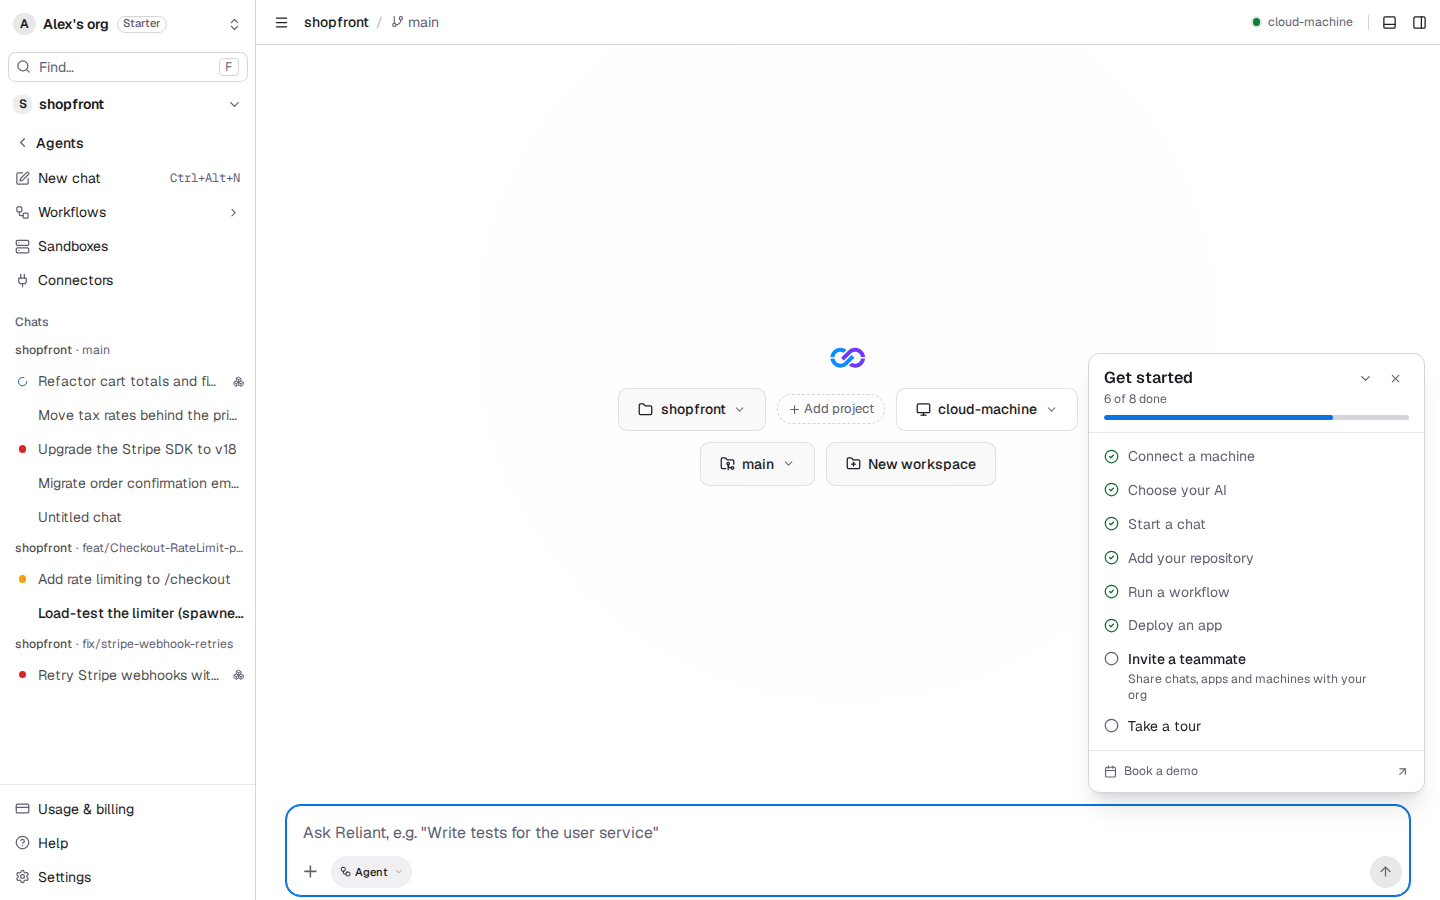 A Alex's org Starter
Find... F
S shopfront
Agents
New chat Ctrl+Alt+N
Workflows
Sandboxes
Connectors
Chats
shopfront · main
Refactor cart totals and fi...
Move tax rates behind the pri...
Upgrade the Stripe SDK to v18
Migrate order confirmation em...
Untitled chat
shopfront · feat/Checkout-RateLimit-p...
Add rate limiting to /checkout
Load-test the limiter (spawne...
shopfront · fix/stripe-webhook-retries
Retry Stripe webhooks wit...
Usage & billing
Help
Settings
shopfront / main
cloud-machine
shopfront
Add project
cloud-machine
main
New workspace
Get started
6 of 8 done
Connect a machine
Choose your AI
Start a chat
Add your repository
Run a workflow
Deploy an app
Invite a teammate
Share chats, apps and machines with your
org
Take a tour
Book a demo
Ask Reliant, e.g. "Write tests for the user service"
Agent